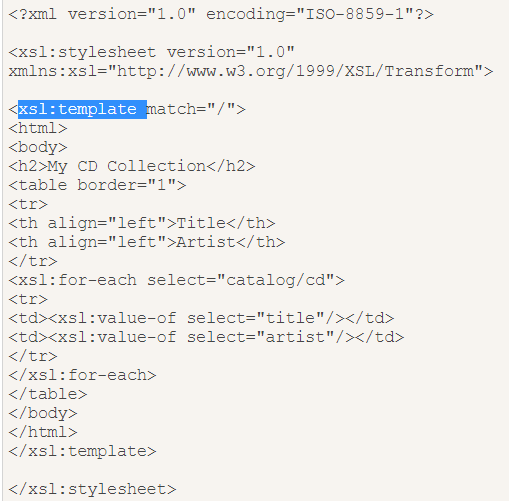 <?xml version="1.0" encoding="ISO-8859-1"?>
<xsl:stylesheet version="1.0"
xmlns:xsl="http://www.w3.org/1999/XSL/Transform">
<xsl:template match="/">
<html>
<body>
<h2>My CD Collection</h2>
<table border="1">
<tr>
<th align="left">Title</th>
<th align="left">Artist</th>
</tr>
<xsl:for-each select="catalog/cd">
<tr>
<td><xsl:value-of select="title"/></td>
<td><xsl:value-of select="artist"/></td>
</tr>
</xsl:for-each>
</table>
</body>
</html>
</xsl:template>
</xsl:stylesheet>